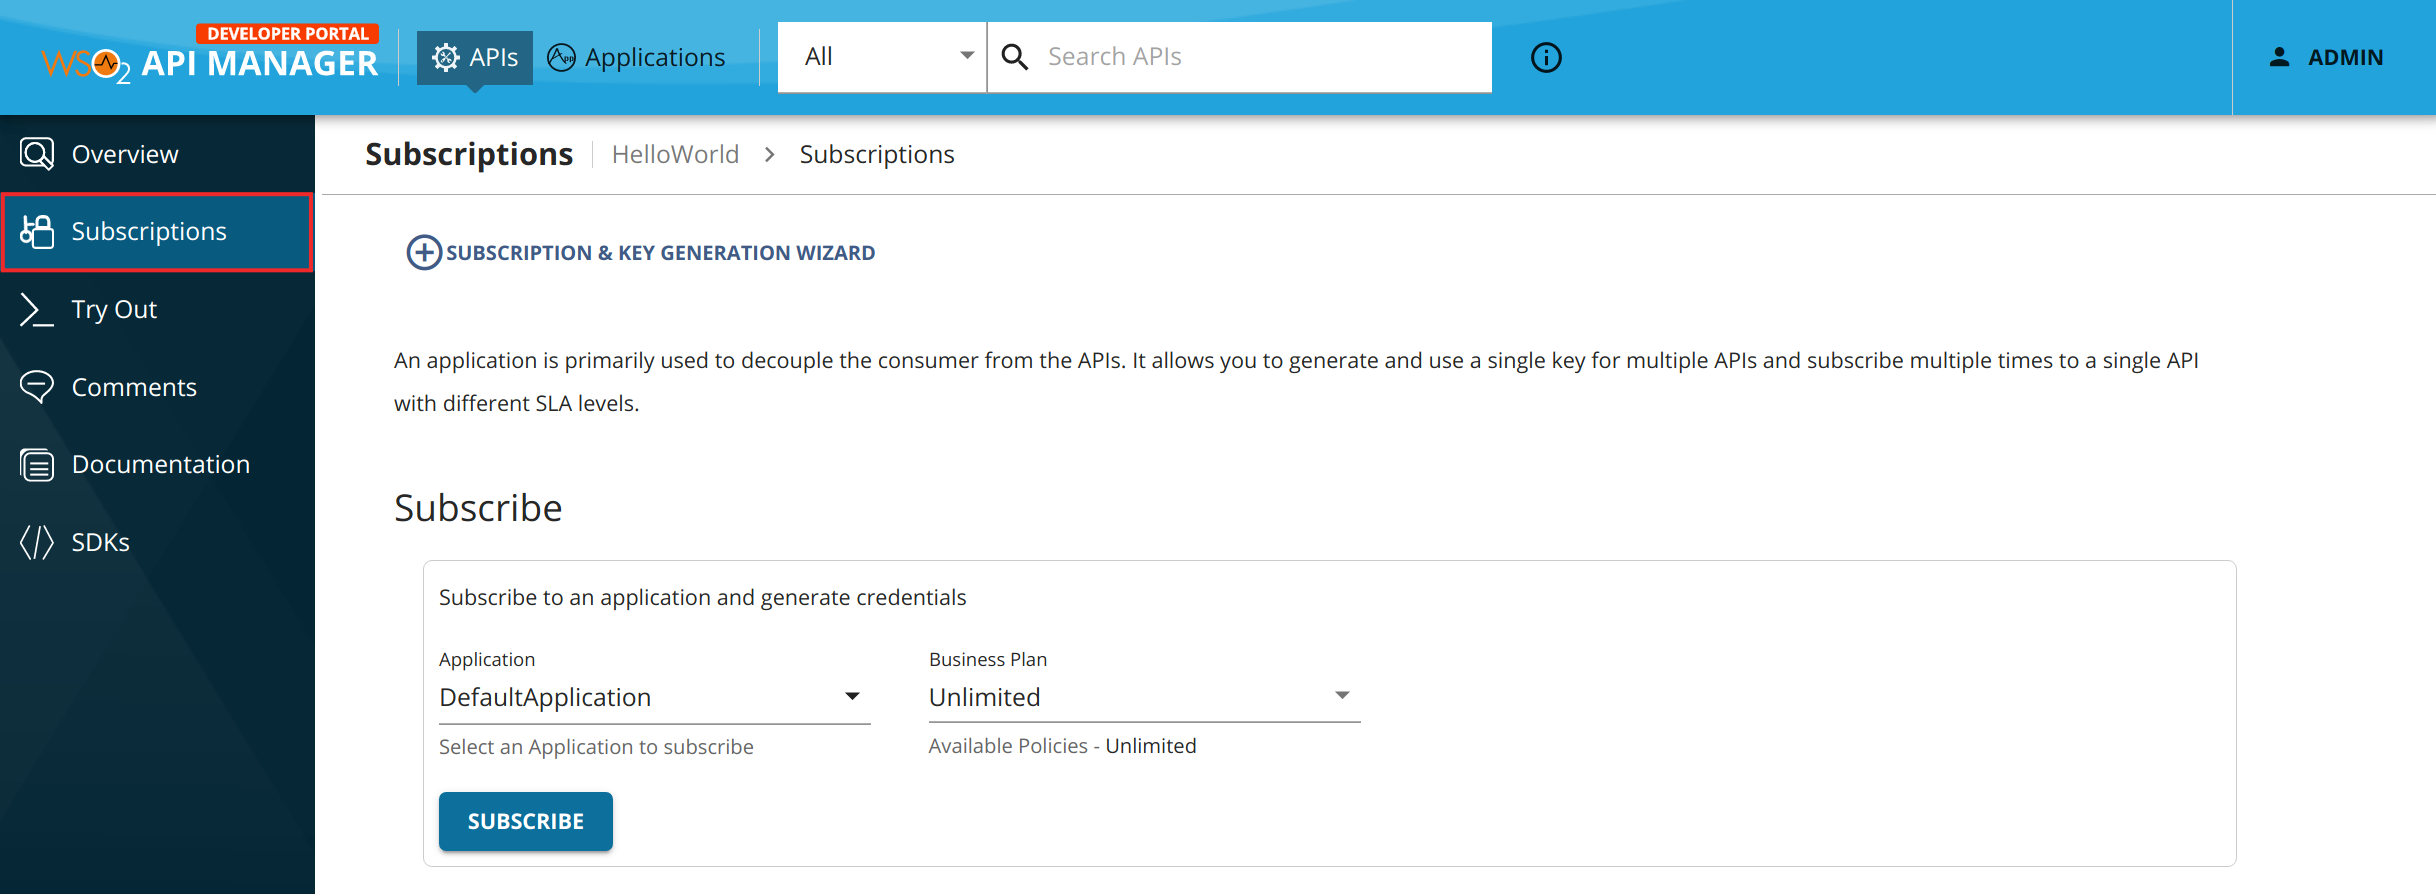 DEVELOPER PORTAL
WSO2 API MANAGER
APIs
App
Applications
All
Search APIs
ADMIN
Overview
Subscriptions
Try Out
Comments
Documentation
SDKs
Subscriptions
HelloWorld
Subscriptions
SUBSCRIPTION & KEY GENERATION WIZARD
An application is primarily used to decouple the consumer from the APIs. It allows you to generate and use a single key for multiple APIs and subscribe multiple times to a single API
with different SLA levels.
Subscribe
Subscribe to an application and generate credentials
Application
Business Plan
DefaultApplication
Unlimited
Select an Application to subscribe
Available Policies - Unlimited
SUBSCRIBE